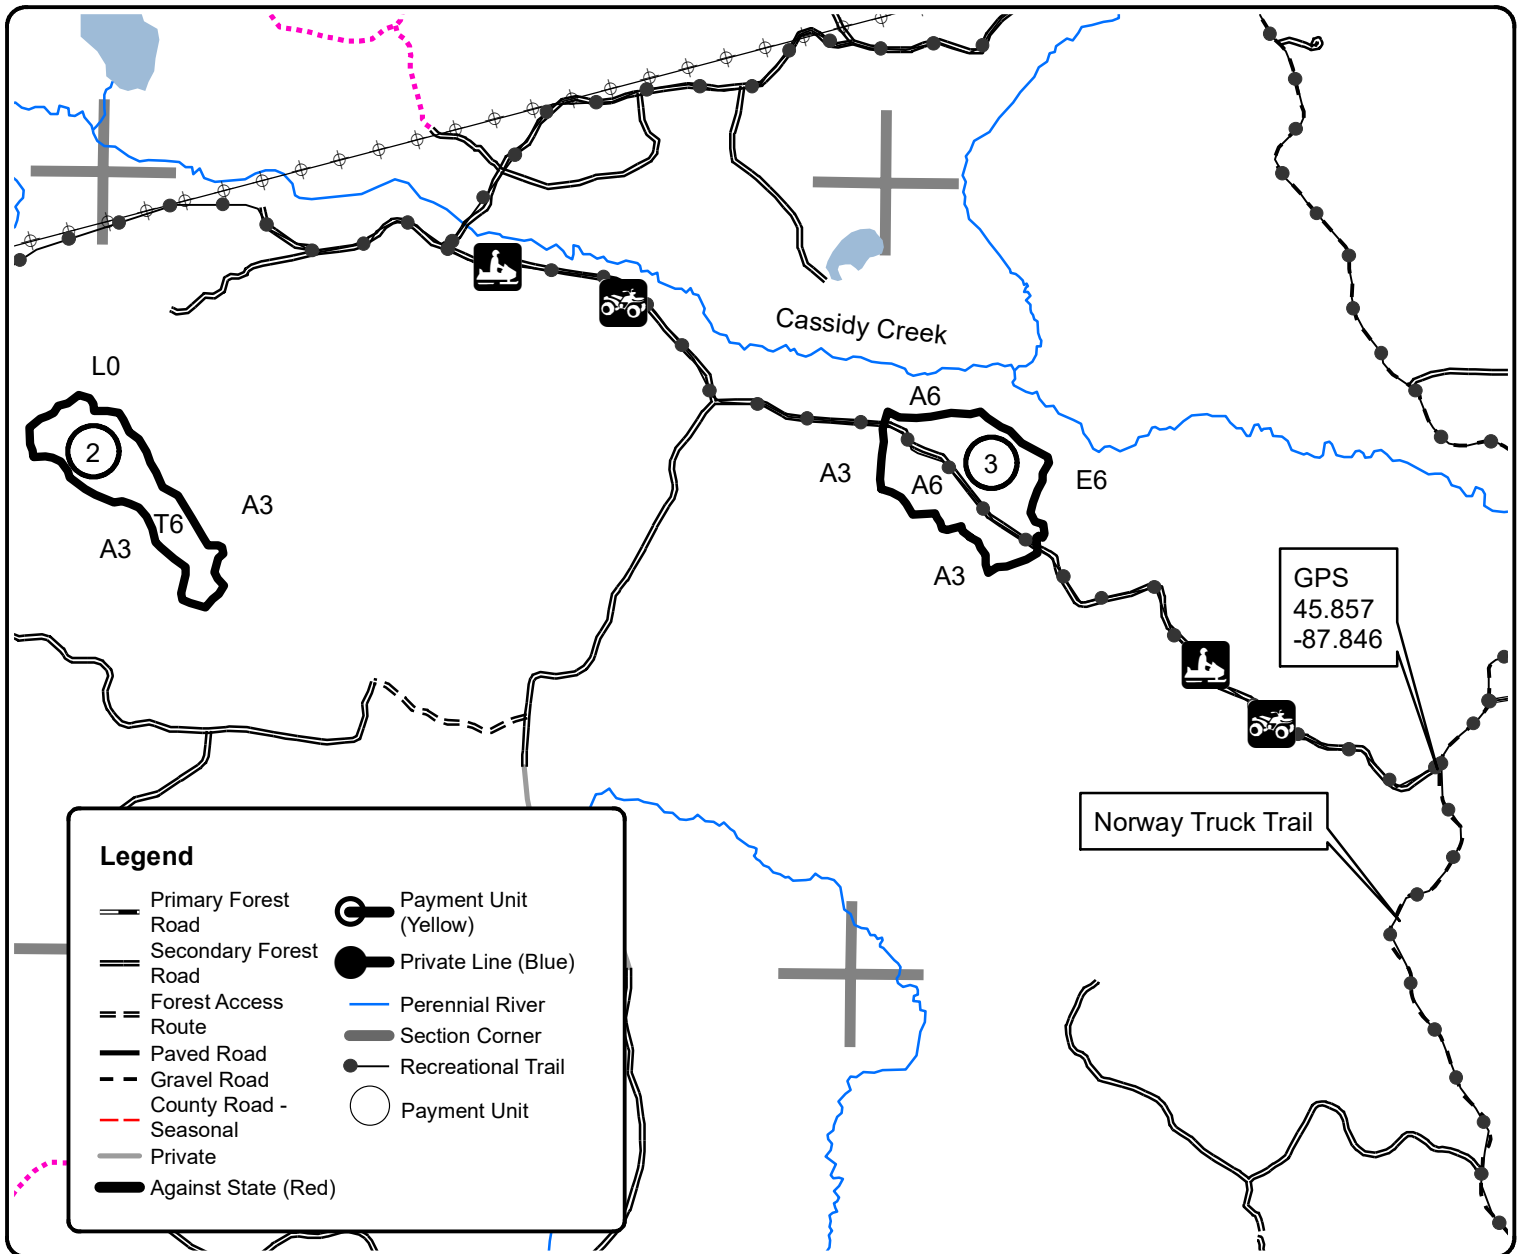 Cassidy Creek
L0
A6
2
3
A3
E6
A6
A3
T6
A3
A3
GPS
45.857
-87.846
Norway Truck Trail
Legend
Primary Forest
Road
Secondary Forest
Road
Forest Access
Route
Paved Road
Gravel Road
County Road -
Seasonal
Private
Against State (Red)
Payment Unit
(Yellow)
Private Line (Blue)
Perennial River
Section Corner
Recreational Trail
Payment Unit